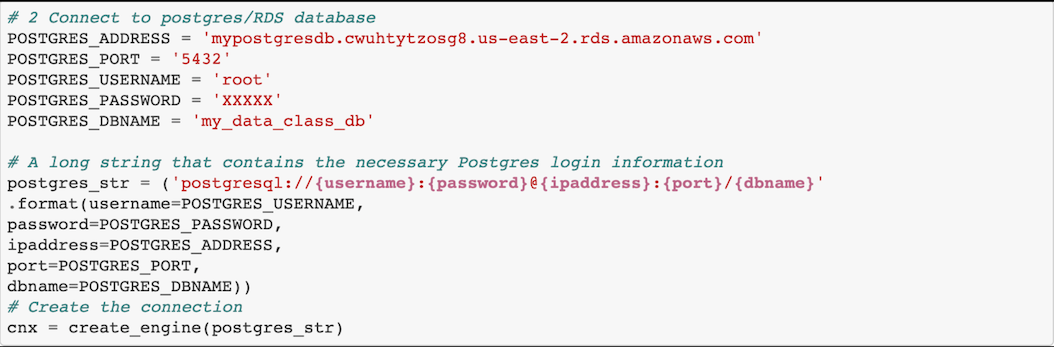 # 2 Connect to postgres/RDS database
POSTGRES_ADDRESS = 'mypostgresdb.cwuhtytzosg8.us-east-2.rds.amazonaws.com'
POSTGRES_PORT = '5432'
POSTGRES_USERNAME = 'root'
POSTGRES_PASSWORD = 'XXXXX'
POSTGRES_DBNAME = 'my_data_class_db'
# A long string that contains the necessary Postgres login information
postgres_str = ('postgresql://{username}:{password}@{ipaddress}:{port}/{dbname}'
.format(username=POSTGRES_USERNAME,
password=POSTGRES_PASSWORD,
ipaddress=POSTGRES_ADDRESS,
port=POSTGRES_PORT,
dbname=POSTGRES_DBNAME))
# Create the connection
cnx = create_engine(postgres_str)